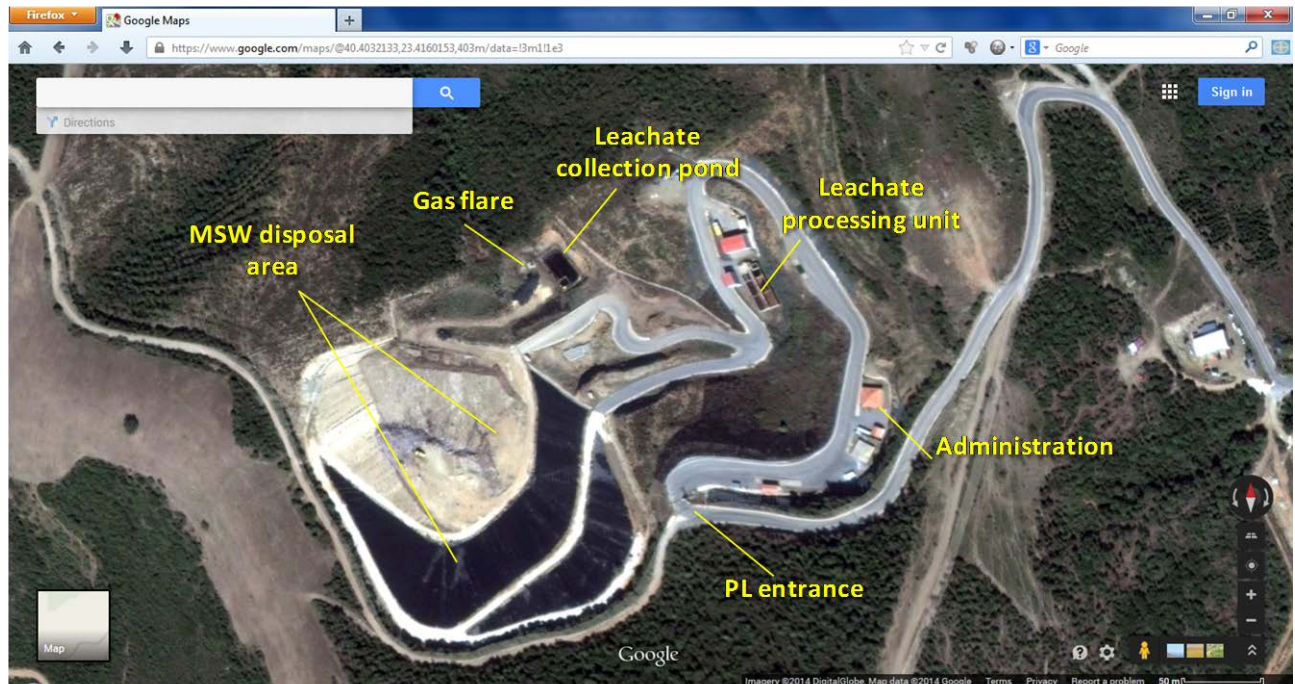 Firefox
Google Maps
https://www.google.com/maps/@40.4032133,23.4160153,403m/data=!3m1!1e3
Google
Sign in
Directions
Leachate
collection pond
Leachate
processing unit
Gas flare
MSW disposal
area
Administration
PL entrance
Map
Google
Imagery ©2014 DigitalGlobe, Map data ©2014 Google Terms Privacy Report a problem 50 m